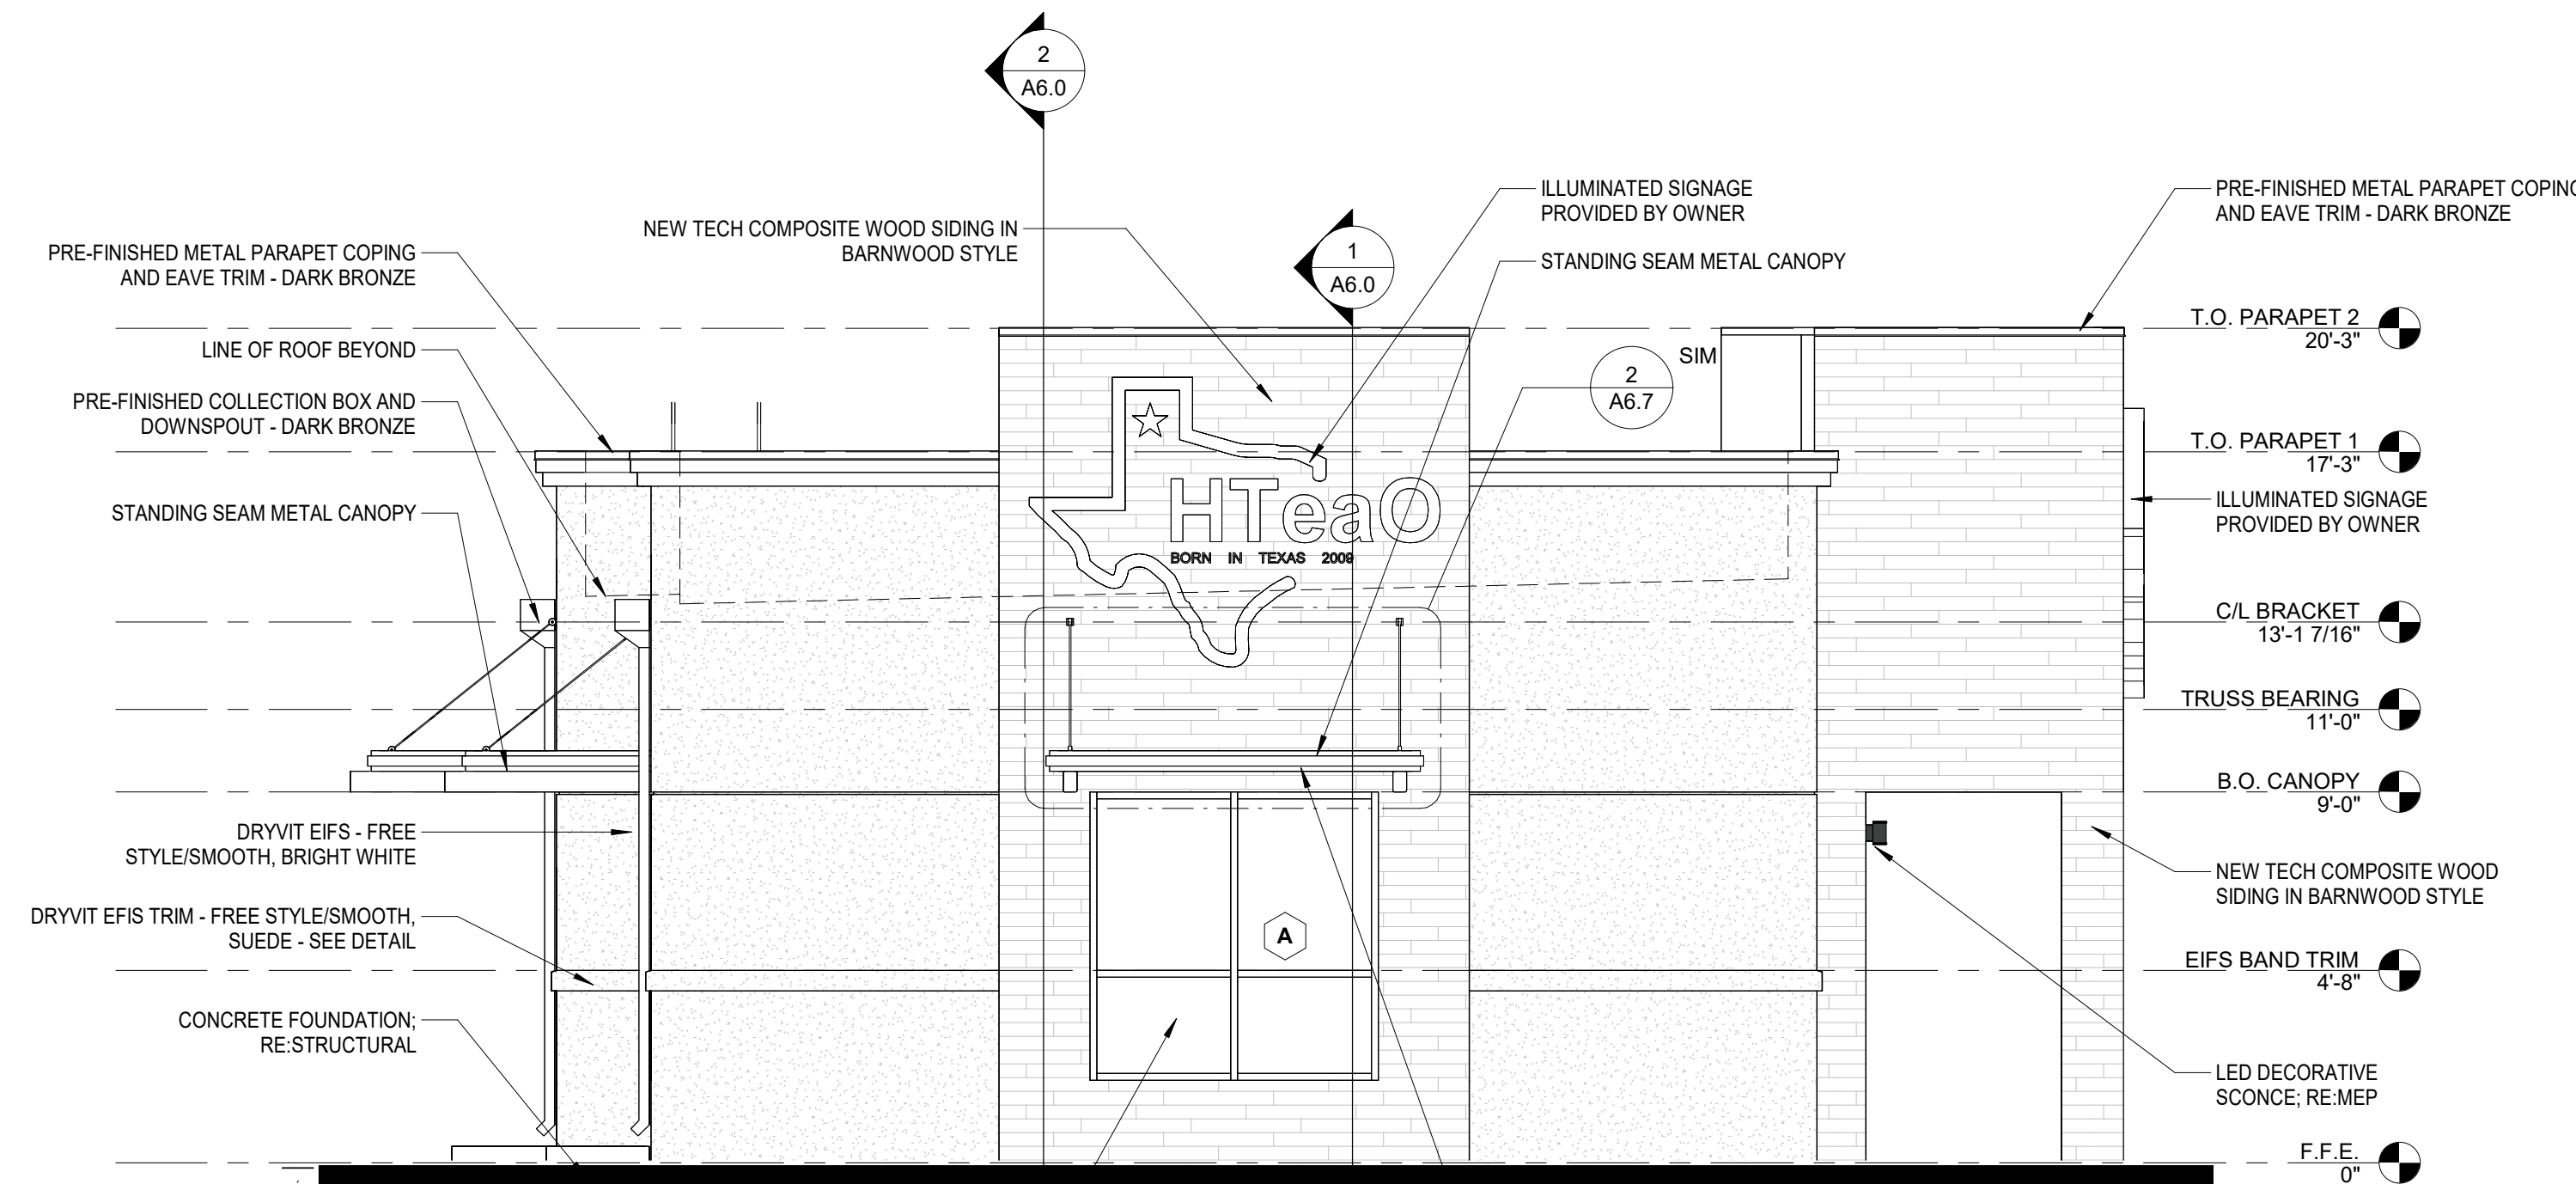 2
A6.0
ILLUMINATED SIGNAGE
PROVIDED BY OWNER
PRE-FINISHED METAL PARAPET COPING
AND EAVE TRIM - DARK BRONZE
NEW TECH COMPOSITE WOOD SIDING IN
BARNWOOD STYLE
1
A6.0
STANDING SEAM METAL CANOPY
PRE-FINISHED METAL PARAPET COPING
AND EAVE TRIM - DARK BRONZE
T.O. PARAPET 2
20'-3"
LINE OF ROOF BEYOND
SIM
2
A6.7
PRE-FINISHED COLLECTION BOX AND
DOWNSPOUT - DARK BRONZE
T.O. PARAPET 1
17'-3"
STANDING SEAM METAL CANOPY
HTeaO
BORN IN TEXAS 2009
ILLUMINATED SIGNAGE
PROVIDED BY OWNER
C/L BRACKET
13'-1 7/16"
TRUSS BEARING
11'-0"
B.O. CANOPY
9'-0"
DRYVIT EIFS - FREE
STYLE/SMOOTH, BRIGHT WHITE
NEW TECH COMPOSITE WOOD
SIDING IN BARNWOOD STYLE
DRYVIT EFIS TRIM - FREE STYLE/SMOOTH,
SUEDE - SEE DETAIL
A
EIFS BAND TRIM
4'-8"
CONCRETE FOUNDATION;
RE:STRUCTURAL
LED DECORATIVE
SCONCE; RE:MEP
F.F.E.
0"